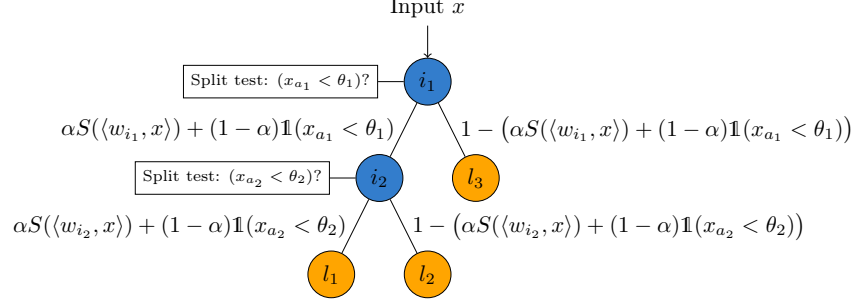 Input x
Split test: (x_{a_1} < θ_1)?
i_1
αS(⟨w_{i_1}, x⟩) + (1 − α)𝟙(x_{a_1} < θ_1)
1 − (αS(⟨w_{i_1}, x⟩) + (1 − α)𝟙(x_{a_1} < θ_1))
Split test: (x_{a_2} < θ_2)?
i_2
l_3
αS(⟨w_{i_2}, x⟩) + (1 − α)𝟙(x_{a_2} < θ_2)
1 − (αS(⟨w_{i_2}, x⟩) + (1 − α)𝟙(x_{a_2} < θ_2))
l_1
l_2